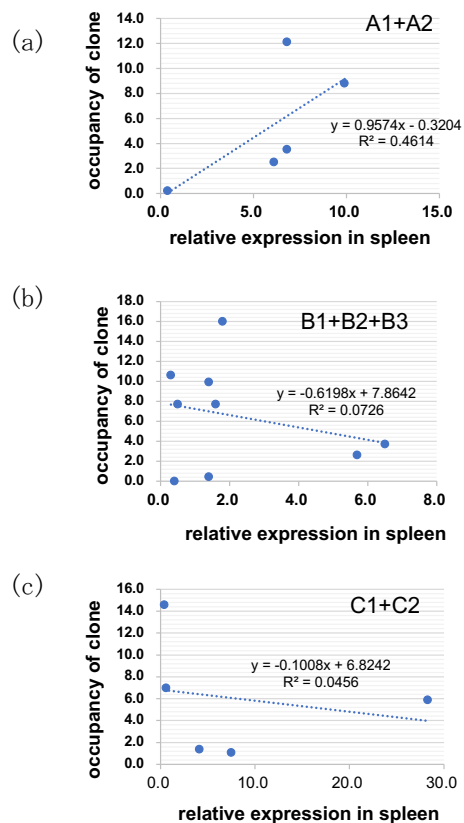 (a)
A1+A2
14.0
12.0
10.0
8.0
6.0
4.0
2.0
0.0
occupancy of clone
y = 0.9574x - 0.3204
R² = 0.4614
0.0 5.0 10.0 15.0
relative expression in spleen
(b)
B1+B2+B3
18.0
16.0
14.0
12.0
10.0
8.0
6.0
4.0
2.0
0.0
occupancy of clone
y = -0.6198x + 7.8642
R² = 0.0726
0.0 2.0 4.0 6.0 8.0
relative expression in spleen
(c)
C1+C2
16.0
14.0
12.0
10.0
8.0
6.0
4.0
2.0
0.0
occupancy of clone
y = -0.1008x + 6.8242
R² = 0.0456
0.0 10.0 20.0 30.0
relative expression in spleen